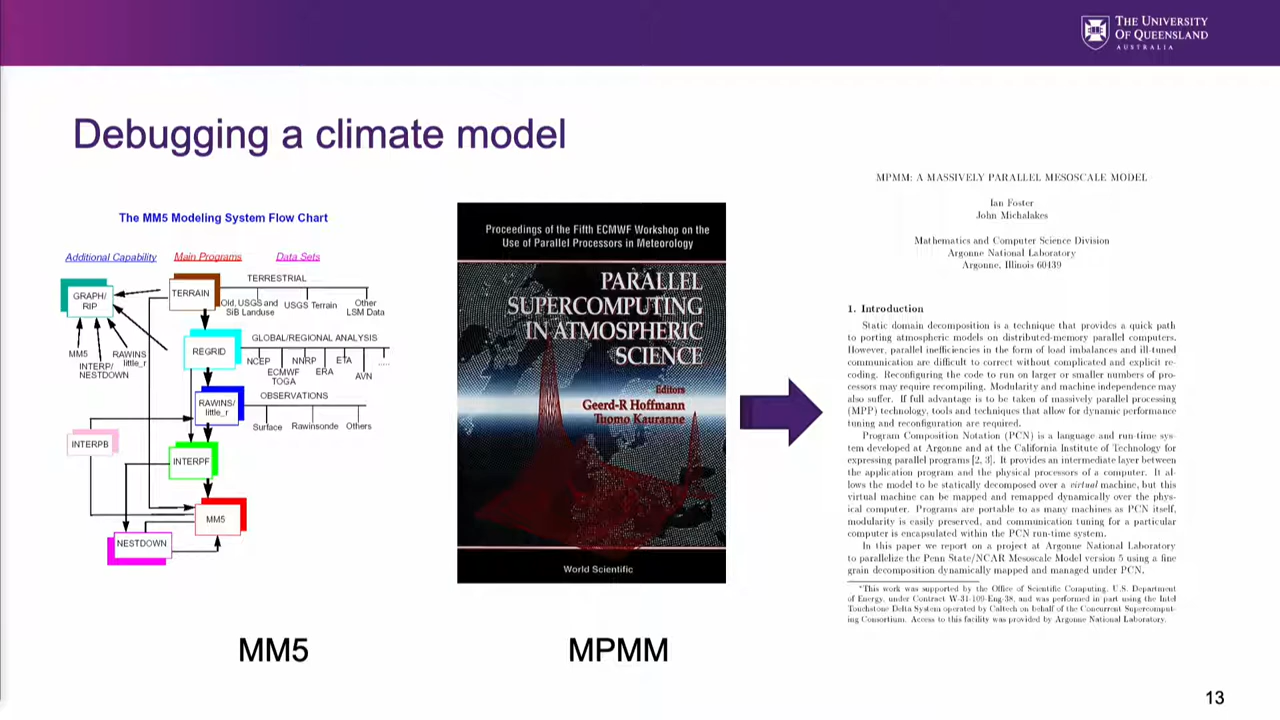 THE UNIVERSITY
OF QUEENSLAND
AUSTRALIA
Debugging a climate model
The MM5 Modeling System Flow Chart
Additional Capability
Main Programs
Data Sets
TERRESTRIAL
GRAPH/
RIP
TERRAIN
Old, USGS and
SiB Landuse
USGS Terrain
Other
LSM Data
GLOBAL/REGIONAL ANALYSIS
REGRID
MM5
RAWINS
little_r
INTERP/
NESTDOWN
NCEP
NNRP
ETA
.....
ECMWF
TOGA
ERA
AVN
OBSERVATIONS
RAWINS/
little_r
Surface
Rawinsonde
Others
INTERPB
INTERPF
MM5
NESTDOWN
MM5
Proceedings of the Fifth ECMWF Workshop on the
Use of Parallel Processors in Meteorology
PARALLEL
SUPERCOMPUTING
IN ATMOSPHERIC
SCIENCE
Editors
Geerd-R Hoffmann
Tuomo Kauranne
World Scientific
MPMM
MPMM: A MASSIVELY PARALLEL MESOSCALE MODEL
Ian Foster
John Michalakes
Mathematics and Computer Science Division
Argonne National Laboratory
Argonne, Illinois 60439
1. Introduction
Static domain decomposition is a technique that provides a quick path
to porting atmospheric models on distributed-memory parallel computers.
However, parallel inefficiencies in the form of load imbalances and ill-tuned
communication are difficult to correct without complicated and explicit re-
coding. Reconfiguring the code to run on larger or smaller numbers of pro-
cessors may require recompiling. Modularity and machine independence may
also suffer. If full advantage is to be taken of massively parallel processing
(MPP) technology, tools and techniques that allow for dynamic performance
tuning and reconfiguration are required.
Program Composition Notation (PCN) is a language and run-time sys-
tem developed at Argonne and at the California Institute of Technology for
expressing parallel programs [2, 3]. It provides an intermediate layer between
the application program and the physical processors of a computer. It al-
lows the model to be statically decomposed over a virtual machine, but this
virtual machine can be mapped and remapped dynamically over the phys-
ical computer. Programs are portable to as many machines as PCN itself,
modularity is easily preserved, and communication tuning for a particular
computer is encapsulated within the PCN run-time system.
In this paper we report on a project at Argonne National Laboratory
to parallelize the Penn State/NCAR Mesoscale Model version 5 using a fine
grain decomposition dynamically mapped and managed under PCN.
*This work was supported by the Office of Scientific Computing, U.S. Department
of Energy, under Contract W-31-109-Eng-38, and was performed in part using the Intel
Touchstone Delta System operated by Caltech on behalf of the Concurrent Supercomput-
ing Consortium. Access to this facility was provided by Argonne National Laboratory.
13